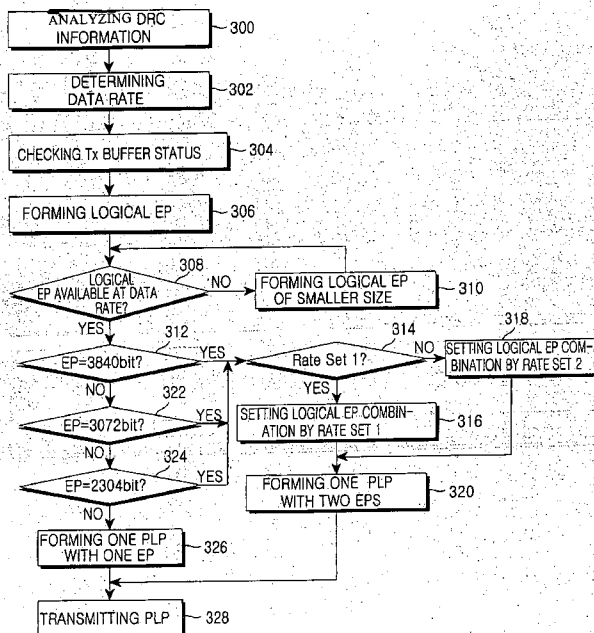 ANALYZING DRC
INFORMATION
300
DETERMINING
DATA RATE
302
CHECKING Tx BUFFER STATUS
304
FORMING LOGICAL EP
306
308
LOGICAL
EP AVAILABLE AT DATA
RATE?
NO
FORMING LOGICAL EP
OF SMALLER SIZE
310
YES
312
EP=3840bit?
YES
314
Rate Set 1?
NO
318
SETTING LOGICAL EP COM-
BINATION BY RATE SET 2
NO
322
YES
EP=3072bit?
YES
SETTING LOGICAL EP COMBIN-
ATION BY RATE SET 1
316
NO
324
EP=2304bit?
YES
FORMING ONE PLP
WITH TWO EPS
320
NO
FORMING ONE PLP
WITH ONE EP
326
TRANSMITTING PLP
328